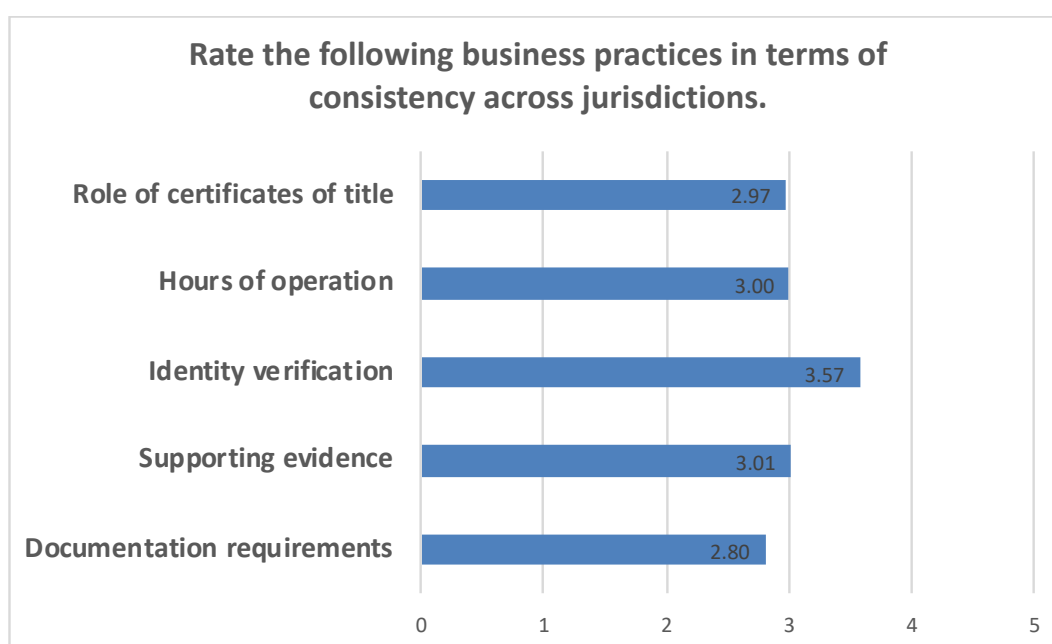 Rate the following business practices in terms of
consistency across jurisdictions.
Role of certificates of title
2.97
Hours of operation
3.00
Identity verification
3.57
Supporting evidence
3.01
Documentation requirements
2.80
0 1 2 3 4 5